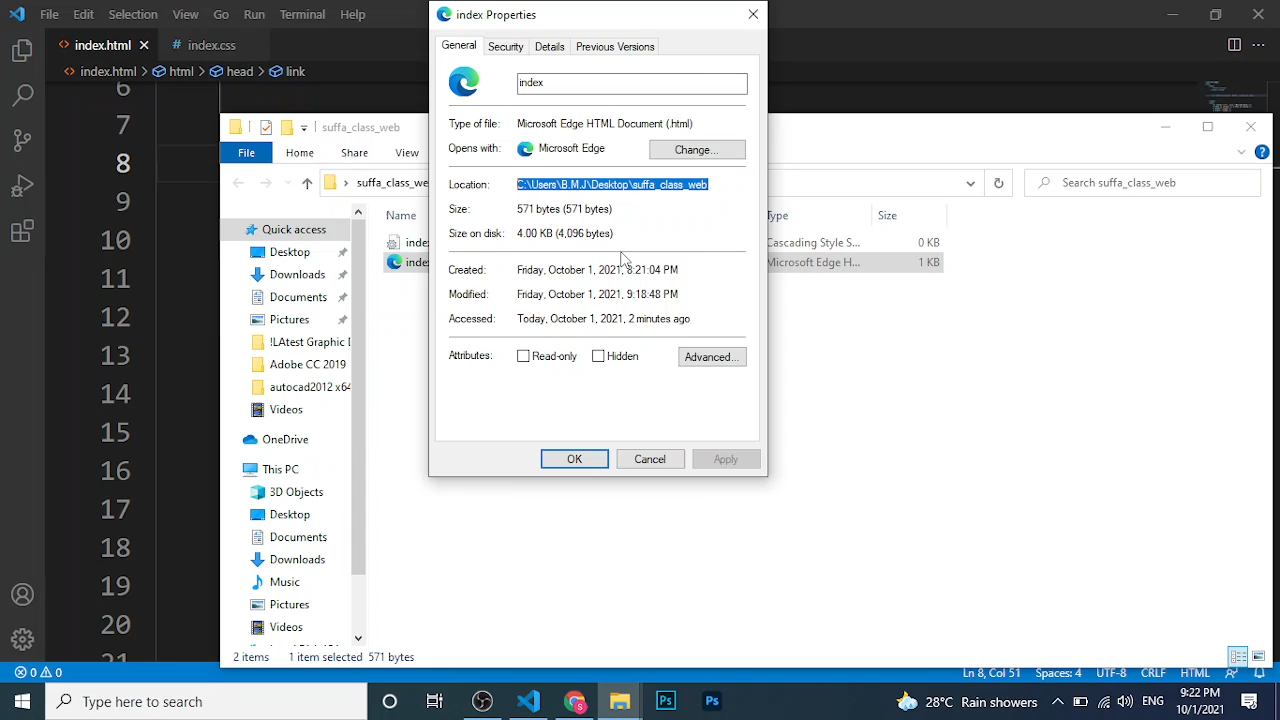 File Edit Selection View Go Run Terminal Help
index.html
index.css
index.html > html > head > link
6
7
8
9
10
11
12
13
14
15
16
17
18
19
20
21
index Properties
General Security Details Previous Versions
index
Type of file: Microsoft Edge HTML Document (.html)
Opens with: Microsoft Edge Change...
Location: C:\Users\B.M.J\Desktop\suffa_class_web
Size: 571 bytes (571 bytes)
Size on disk: 4.00 KB (4,096 bytes)
Created: Friday, October 1, 2021, 8:21:04 PM
Modified: Friday, October 1, 2021, 9:18:48 PM
Accessed: Today, October 1, 2021, 2 minutes ago
Attributes: Read-only Hidden Advanced...
OK Cancel Apply
suffa_class_web
File Home Share View
suffa_we Search suffa_class_web
Name Type Size
Cascading Style S... 0 KB
Microsoft Edge H... 1 KB
Quick access
Desktop
Downloads
Documents
Pictures
!LAtest Graphic
Adobe CC 2019
autocad2012 x64
Videos
OneDrive
This PC
3D Objects
Desktop
Documents
Downloads
Music
Pictures
Videos
2 items 1 item selected 571 bytes
0 0 Ln 8, Col 51 Spaces: 4 UTF-8 CRLF HTML
Type here to search
Ps
Ps
28°C Rain showers
ENG
9:22 PM
10/1/2021